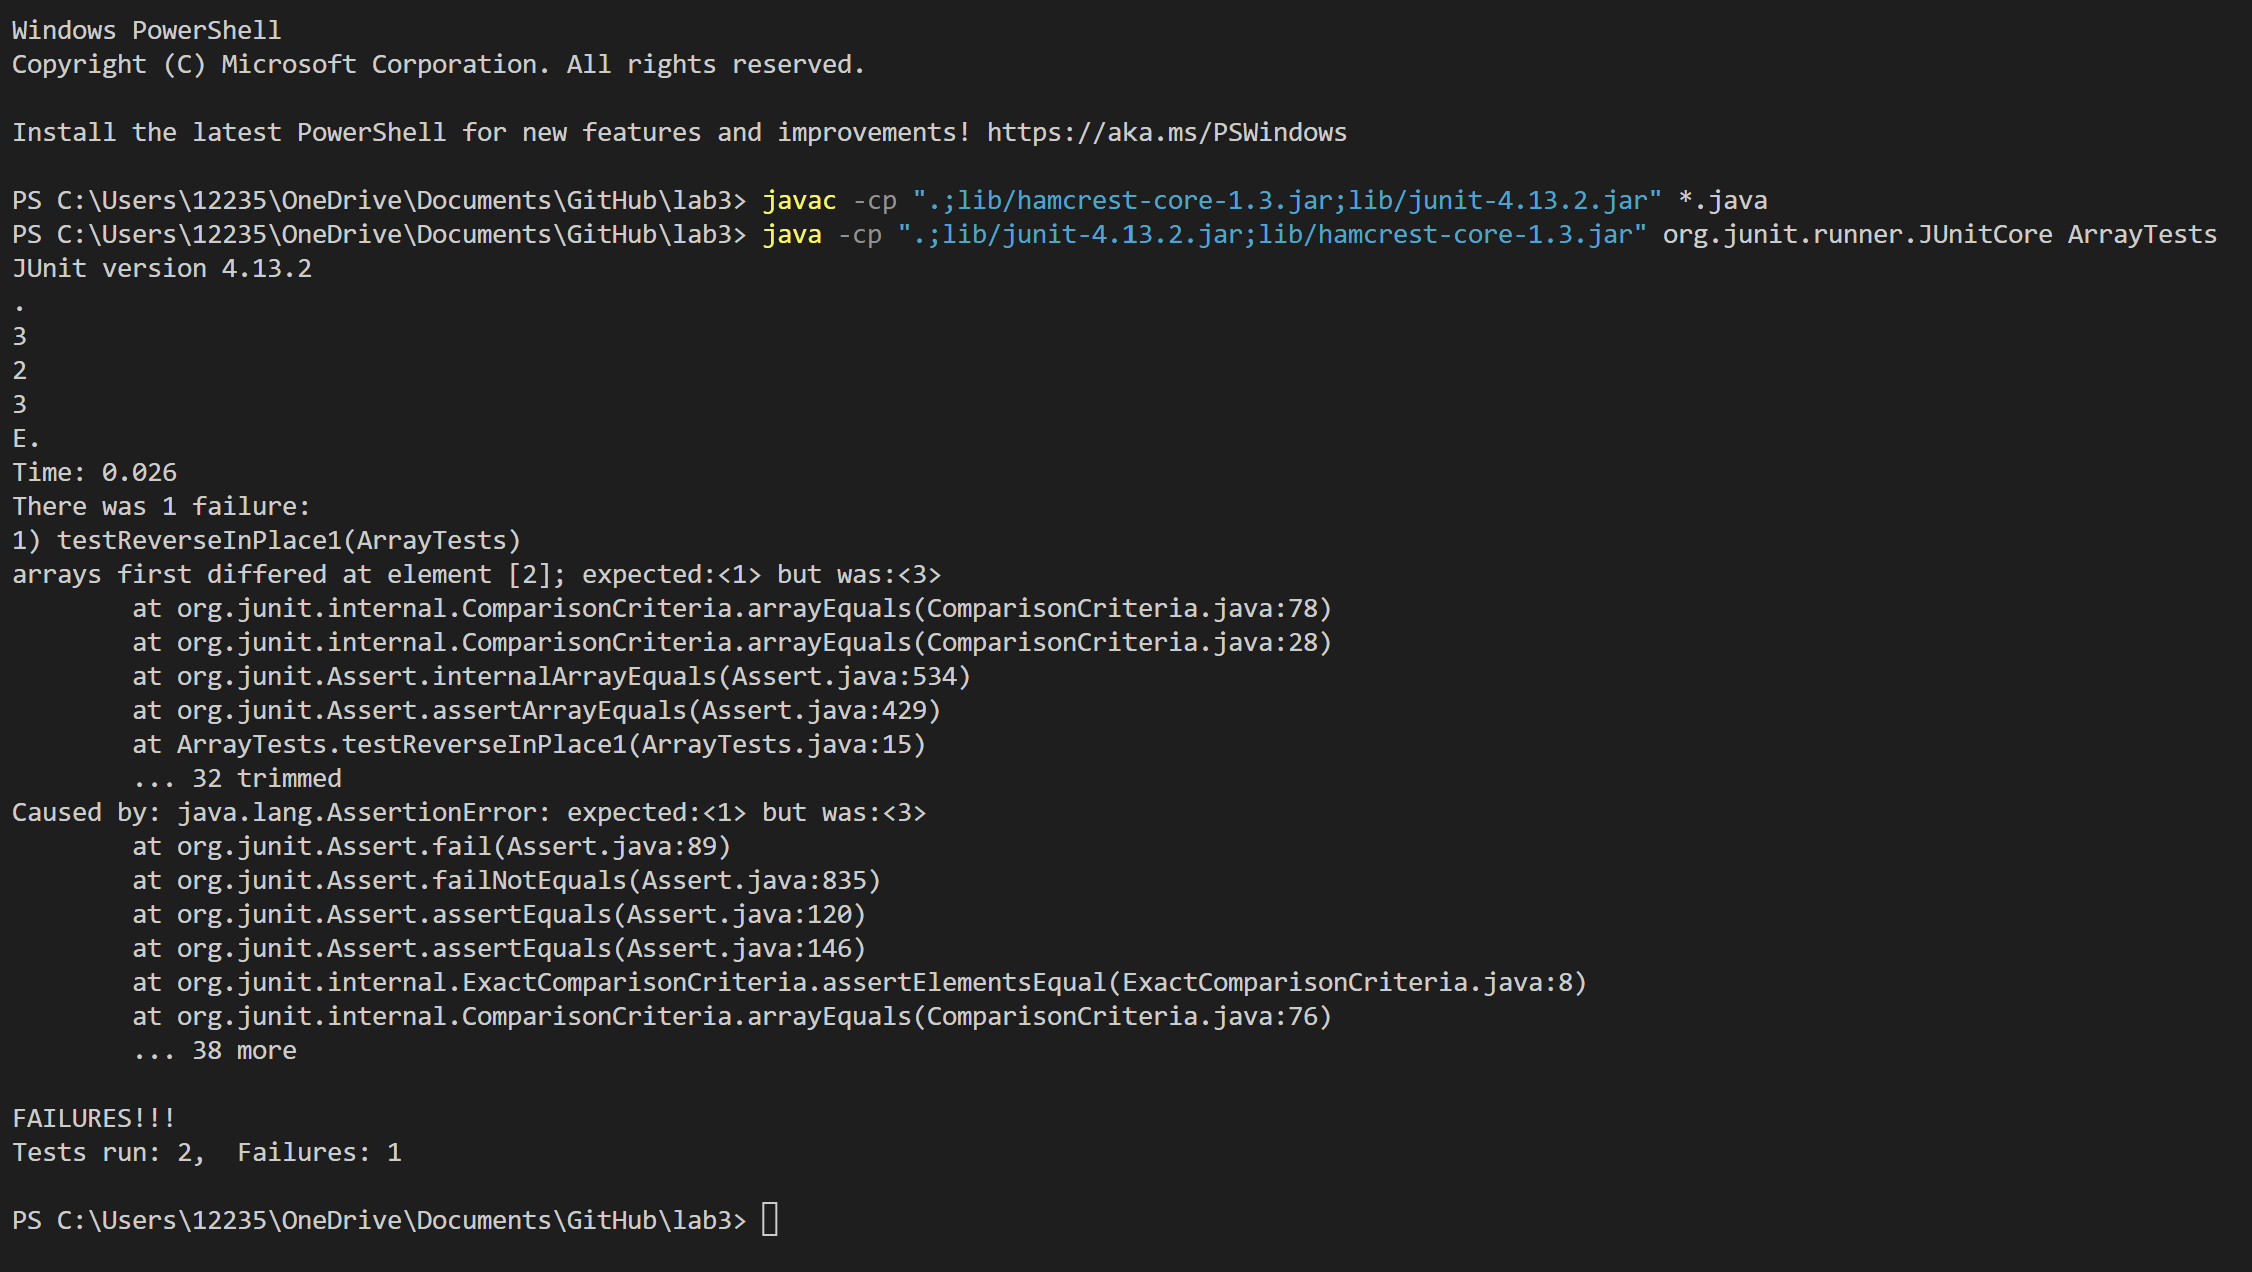 Windows PowerShell
Copyright (C) Microsoft Corporation. All rights reserved.
Install the latest PowerShell for new features and improvements! https://aka.ms/PSWindows
PS C:\Users\12235\OneDrive\Documents\GitHub\lab3> javac -cp ".;lib/hamcrest-core-1.3.jar;lib/junit-4.13.2.jar" *.java
PS C:\Users\12235\OneDrive\Documents\GitHub\lab3> java -cp ".;lib/junit-4.13.2.jar;lib/hamcrest-core-1.3.jar" org.junit.runner.JUnitCore ArrayTests
JUnit version 4.13.2
.
3
2
3
E.
Time: 0.026
There was 1 failure:
1) testReverseInPlace1(ArrayTests)
arrays first differed at element [2]; expected:<1> but was:<3>
        at org.junit.internal.ComparisonCriteria.arrayEquals(ComparisonCriteria.java:78)
        at org.junit.internal.ComparisonCriteria.arrayEquals(ComparisonCriteria.java:28)
        at org.junit.Assert.internalArrayEquals(Assert.java:534)
        at org.junit.Assert.assertArrayEquals(Assert.java:429)
        at ArrayTests.testReverseInPlace1(ArrayTests.java:15)
        ... 32 trimmed
Caused by: java.lang.AssertionError: expected:<1> but was:<3>
        at org.junit.Assert.fail(Assert.java:89)
        at org.junit.Assert.failNotEquals(Assert.java:835)
        at org.junit.Assert.assertEquals(Assert.java:120)
        at org.junit.Assert.assertEquals(Assert.java:146)
        at org.junit.internal.ExactComparisonCriteria.assertElementsEqual(ExactComparisonCriteria.java:8)
        at org.junit.internal.ComparisonCriteria.arrayEquals(ComparisonCriteria.java:76)
        ... 38 more
FAILURES!!!
Tests run: 2,  Failures: 1
PS C:\Users\12235\OneDrive\Documents\GitHub\lab3>